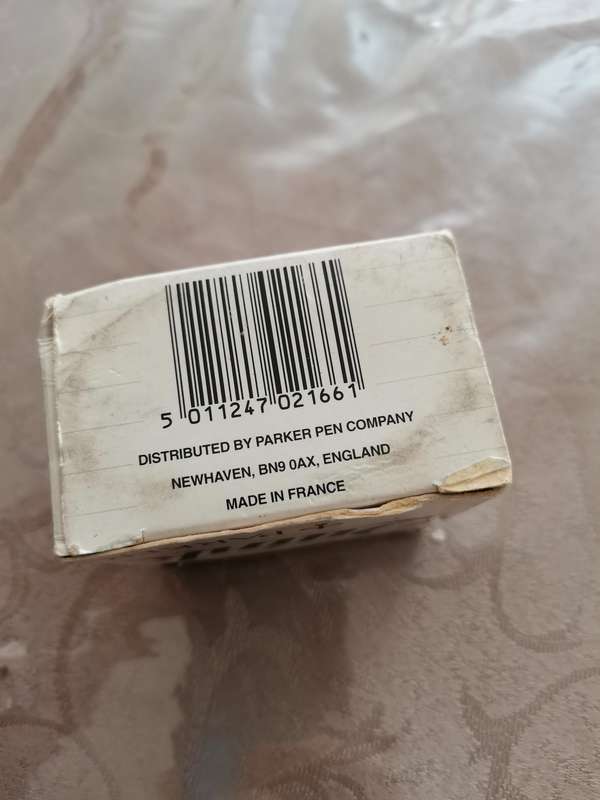 5 011247 021661
DISTRIBUTED BY PARKER PEN COMPANY
NEWHAVEN, BN9 0AX, ENGLAND
MADE IN FRANCE